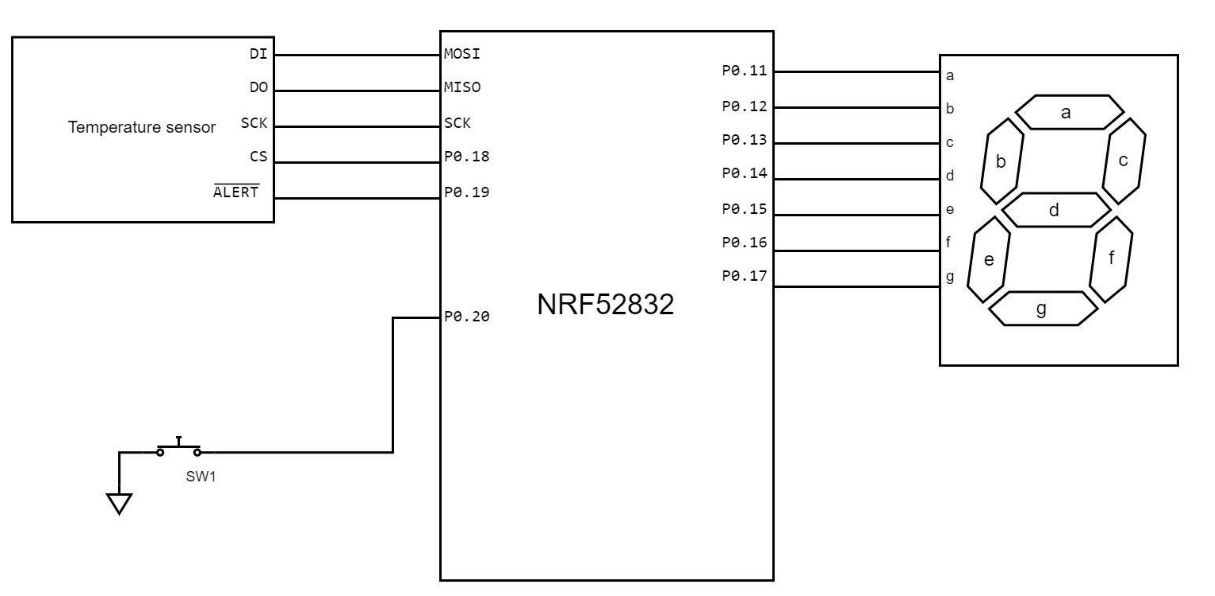 DI
DO
Temperature sensor
SCK
CS
ALERT
MOSI
MISO
SCK
P0.18
P0.19
P0.20
NRF52832
P0.11
P0.12
P0.13
P0.14
P0.15
P0.16
P0.17
a
b
c
d
e
f
g
a
b
c
d
e
f
g
SW1